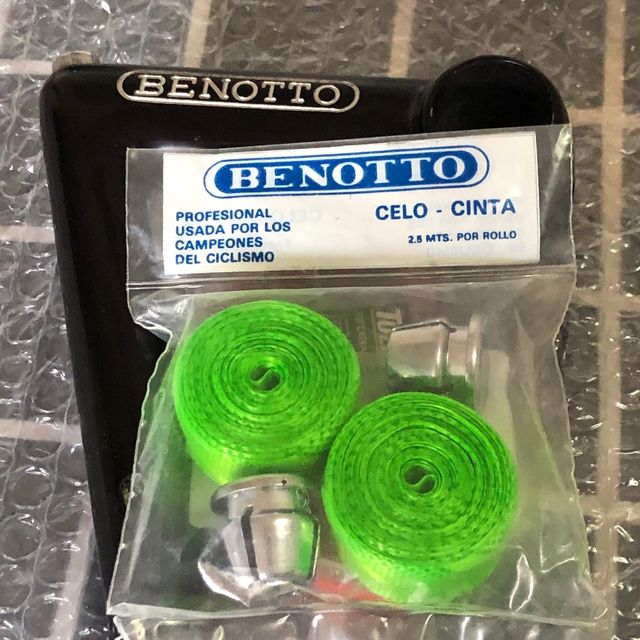 BENOTTO
BENOTTO
PROFESIONAL
USADA POR LOS
CAMPEONES
DEL CICLISMO
CELO - CINTA
2.5 MTS. POR ROLLO